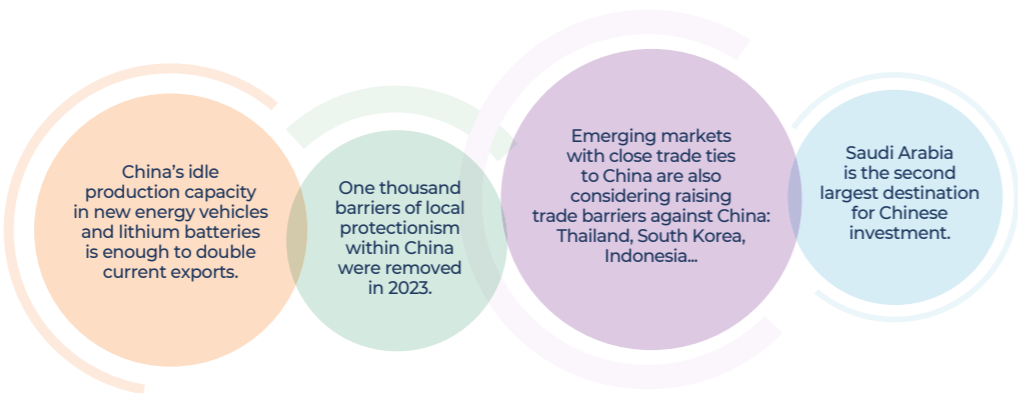 China's idle
production capacity
in new energy vehicles
and lithium batteries
is enough to double
current exports.
One thousand
barriers of local
protectionism
within China
were removed
in 2023.
Emerging markets
with close trade ties
to China are also
considering raising
trade barriers against China:
Thailand, South Korea,
Indonesia...
Saudi Arabia
is the second
largest destination
for Chinese
investment.